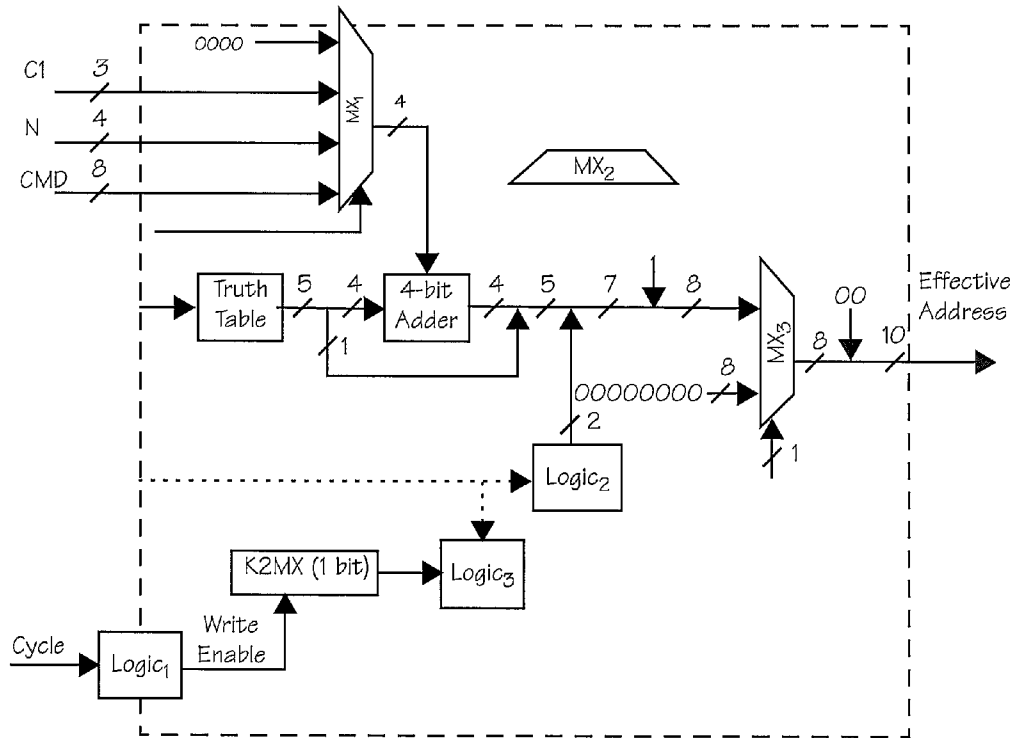 0000
C1
3
N
4
CMD
8
MX1
4
MX2
Truth
Table
5
4
1
4-bit
Adder
4
5
7
1
8
MX3
00
8
10
Effective
Address
00000000
8
1
2
Logic2
K2MX (1 bit)
Logic3
Cycle
Logic1
Write
Enable